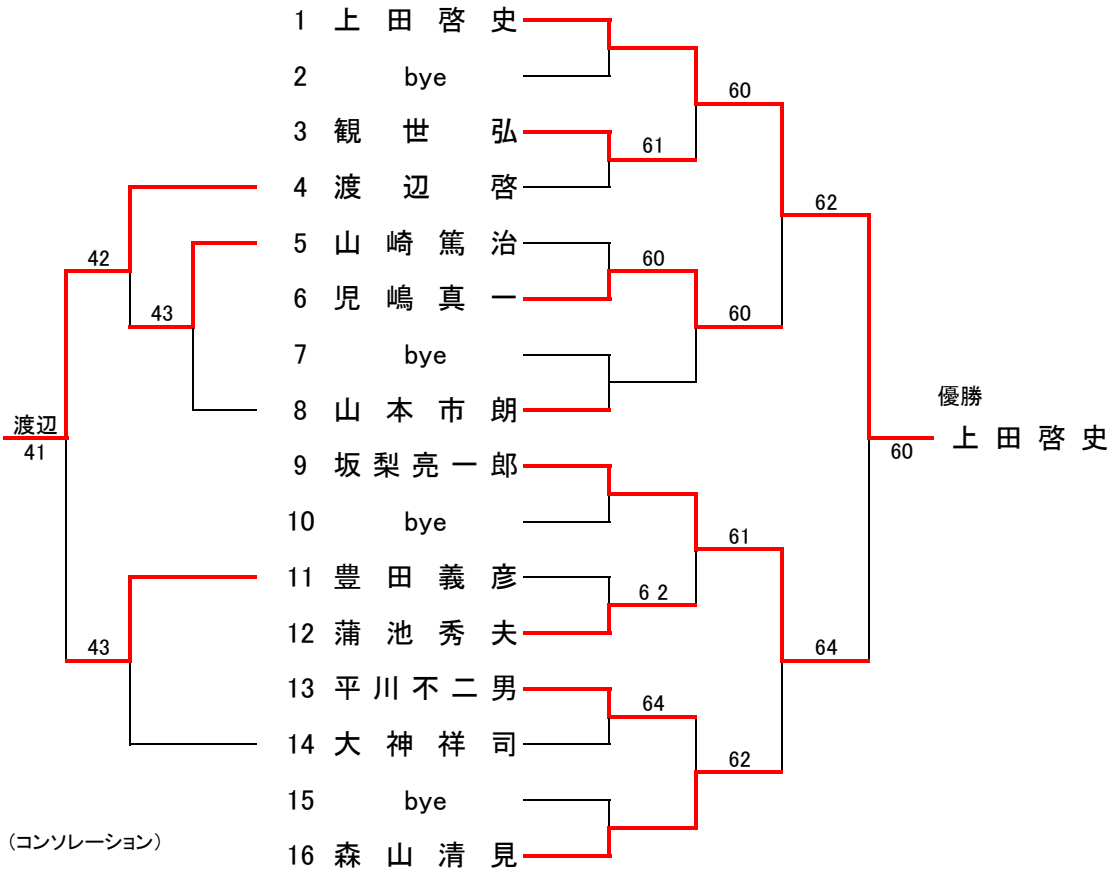 1 上田啓史
2 bye
60
3 観世弘
61
4 渡辺啓
62
5 山崎篤治
42
60
6 児嶋真一
43
60
7 bye
優勝
8 山本市朗
渡辺
上田啓史
41
60
9 坂梨亮一郎
10 bye
61
11 豊田義彦
6 2
12 蒲池秀夫
43
64
13 平川不二男
64
14 大神祥司
62
15 bye
(コンソレーション)
16 森山清見